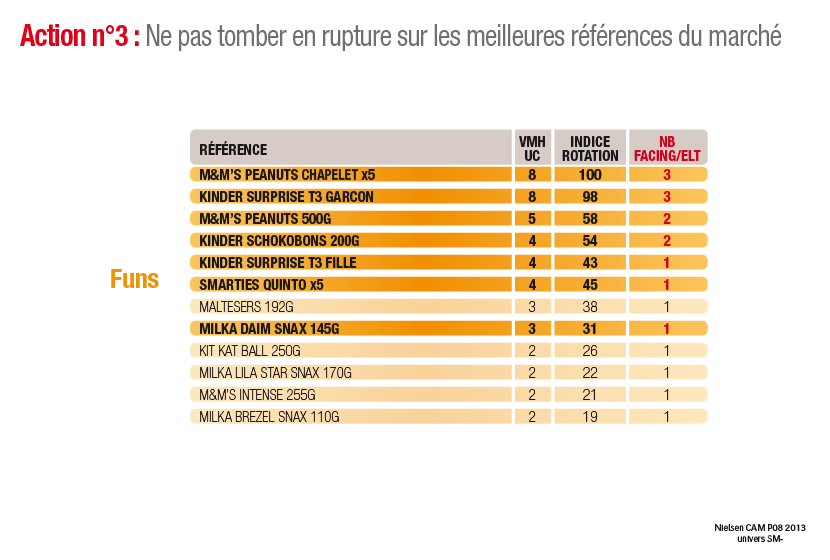 Action n°3 : Ne pas tomber en rupture sur les meilleures références du marché
RÉFÉRENCE VMH UC INDICE ROTATION NB FACING/ELT
M&M'S PEANUTS CHAPELET x5 8 100 3
KINDER SURPRISE T3 GARCON 8 98 3
M&M'S PEANUTS 500G 5 58 2
KINDER SCHOKOBONS 200G 4 54 2
KINDER SURPRISE T3 FILLE 4 43 1
Funs
SMARTIES QUINTO x5 4 45 1
MALTESERS 192G 3 38 1
MILKA DAIM SNAX 145G 3 31 1
KIT KAT BALL 250G 2 26 1
MILKA LILA STAR SNAX 170G 2 22 1
M&M'S INTENSE 255G 2 21 1
MILKA BREZEL SNAX 110G 2 19 1
Nielsen CAM P08 2013
univers SM-